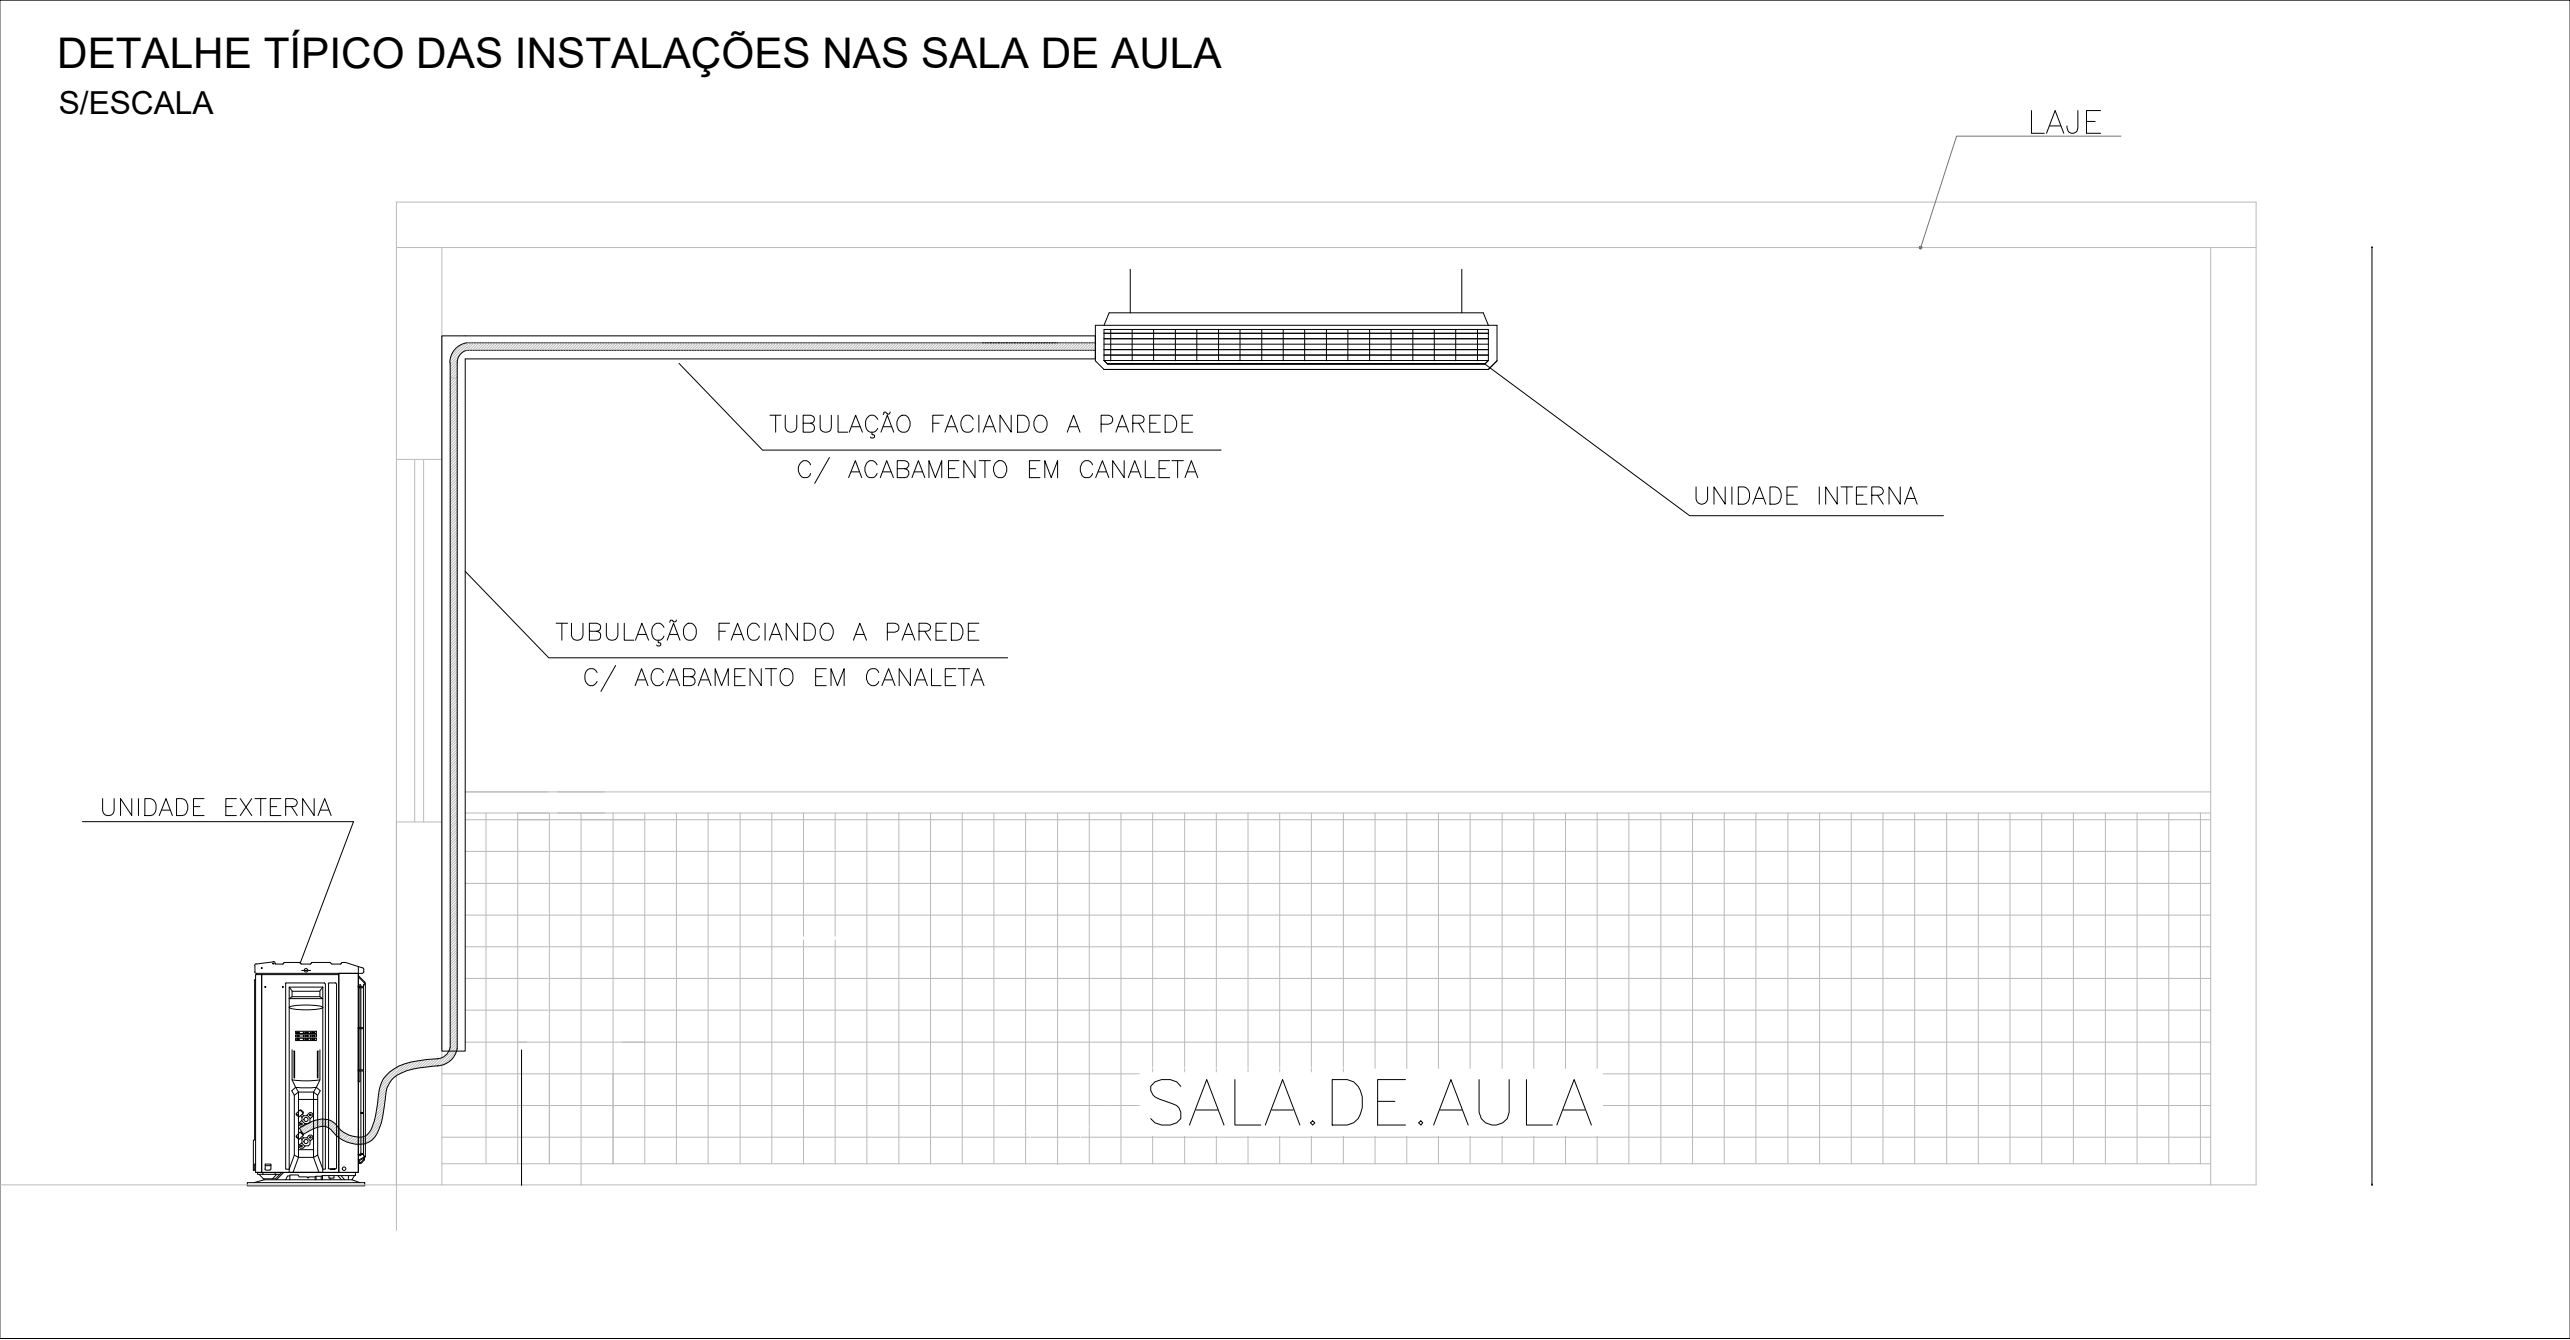 DETALHE TÍPICO DAS INSTALAÇÕES NAS SALA DE AULA
S/ESCALA
LAJE
TUBULAÇÃO FACIANDO A PAREDE
C/ ACABAMENTO EM CANALETA
UNIDADE INTERNA
TUBULAÇÃO FACIANDO A PAREDE
C/ ACABAMENTO EM CANALETA
UNIDADE EXTERNA
SALA.DE.AULA